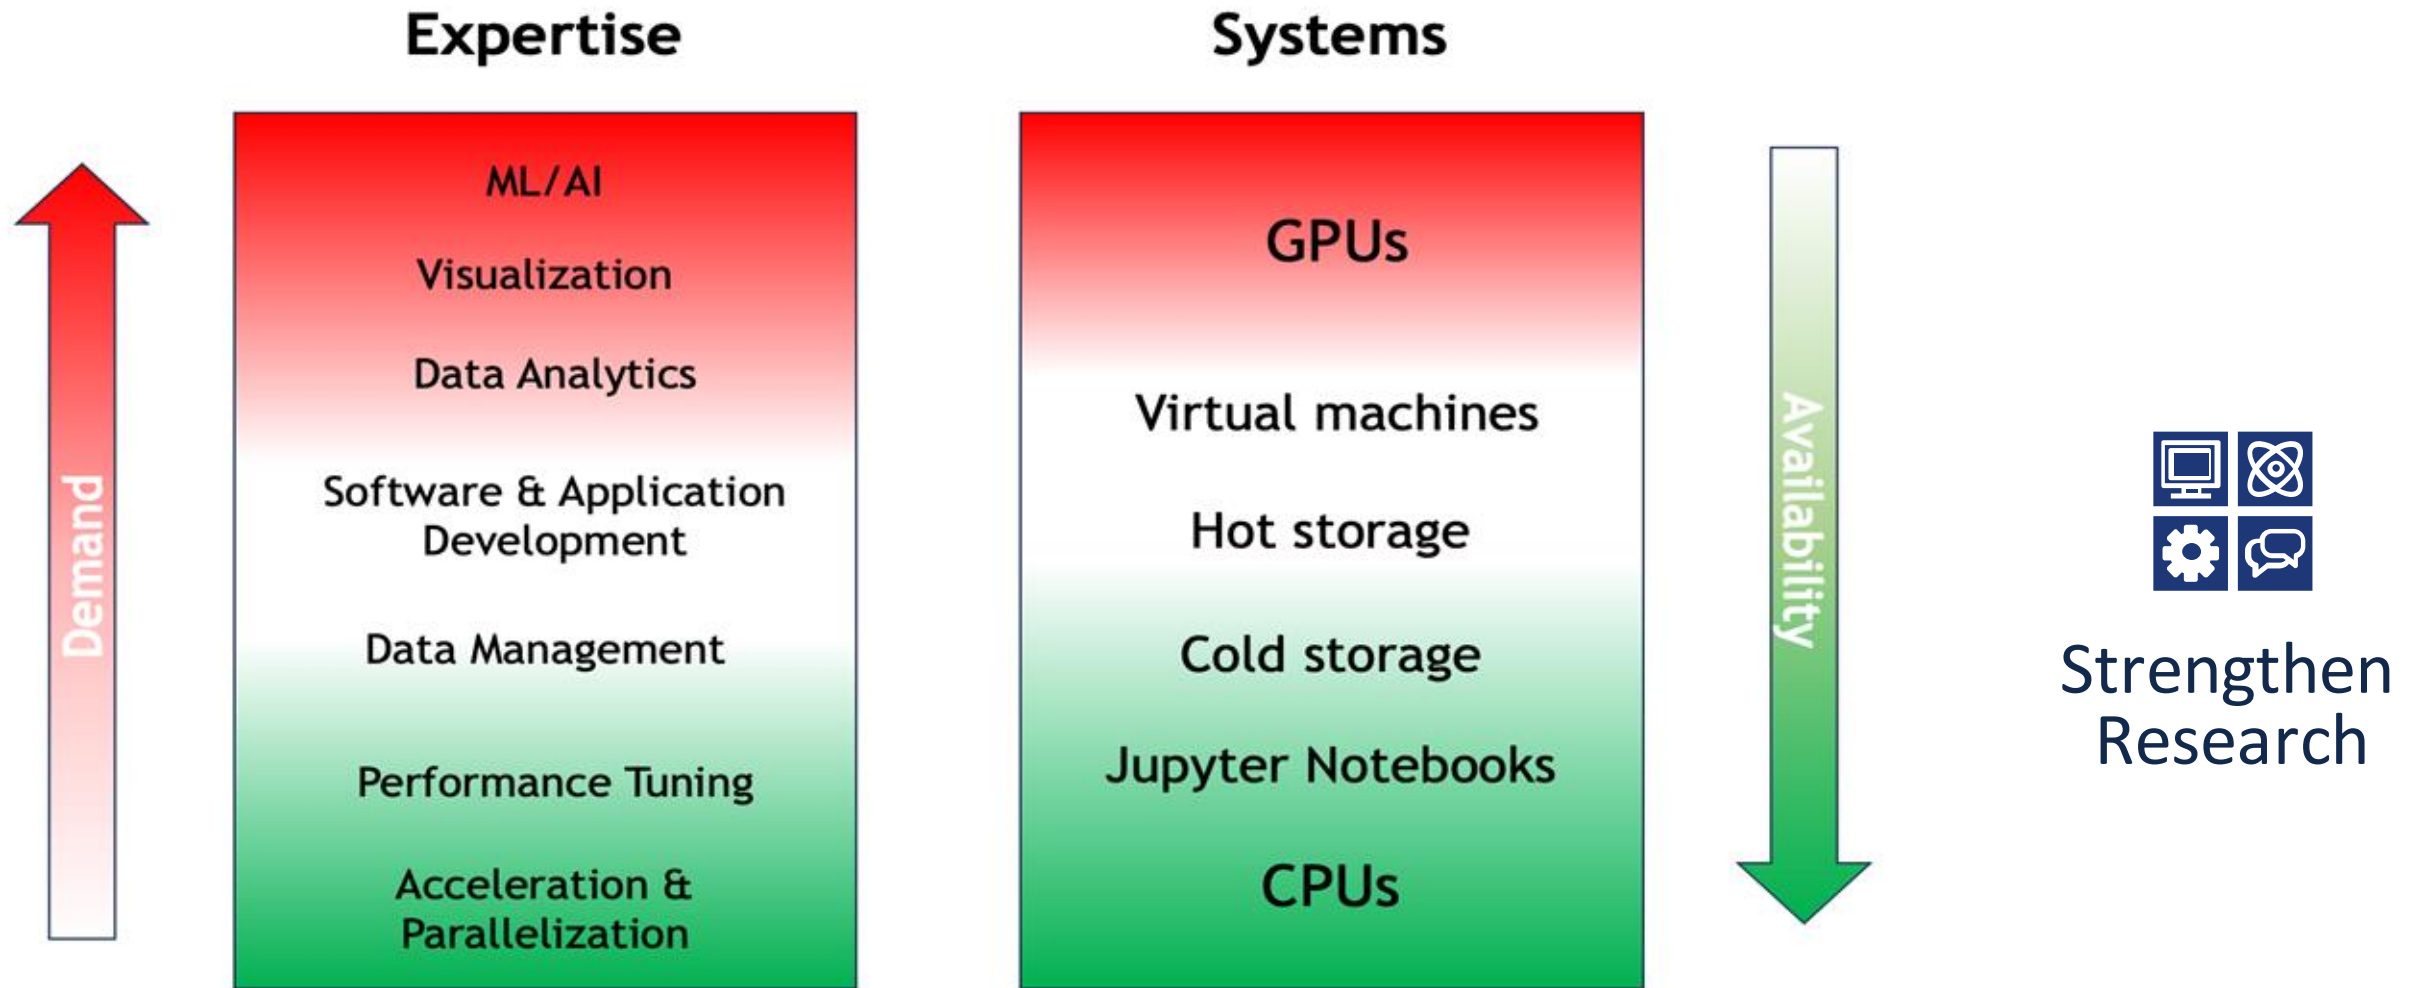 Expertise
Systems
Demand
ML/AI
Visualization
Data Analytics
Software & Application
Development
Data Management
Performance Tuning
Acceleration &
Parallelization
GPUs
Virtual machines
Hot storage
Cold storage
Jupyter Notebooks
CPUs
Availability
Strengthen
Research